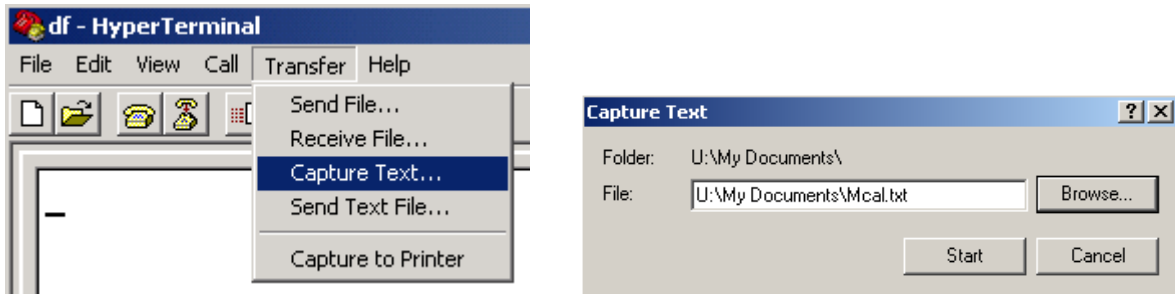 df - HyperTerminal
File Edit View Call Transfer Help
Send File...
Receive File...
Capture Text...
Send Text File...
Capture to Printer
Capture Text
Folder: U:\My Documents\
File: U:\My Documents\Mcal.txt Browse...
Start Cancel